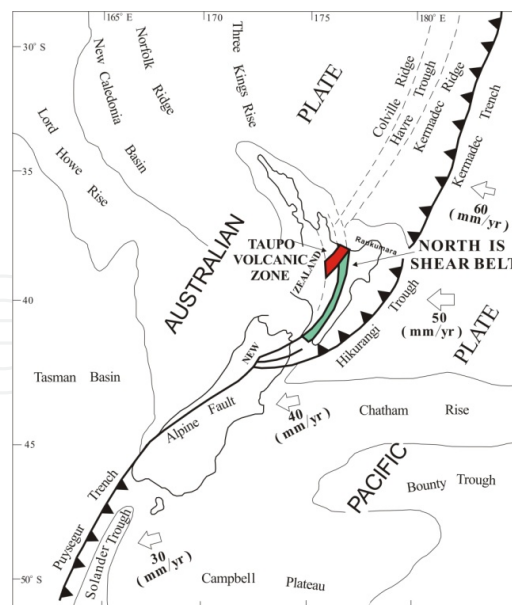 165° E
170
175
180° E
30° S
35
40
45
50° S
New Caledonia
Basin
Norfolk
Ridge
Three
Kings
Rise
Lord
Howe
Rise
PLATE
AUSTRALIAN
Colville Ridge
Havre Trough
Kermadec Ridge
Kermadec Trench
60
(mm/yr)
TAUPO
VOLCANIC
ZONE
Raukumara
NORTH IS
SHEAR BELT
NEW
ZEALAND
Hikurangi Trough
50
(mm/yr)
PLATE
Tasman Basin
Alpine Fault
40
(mm/yr)
Chatham Rise
PACIFIC
Bounty Trough
Puysegur Trench
Solander Trough
30
(mm/yr)
Campbell Plateau